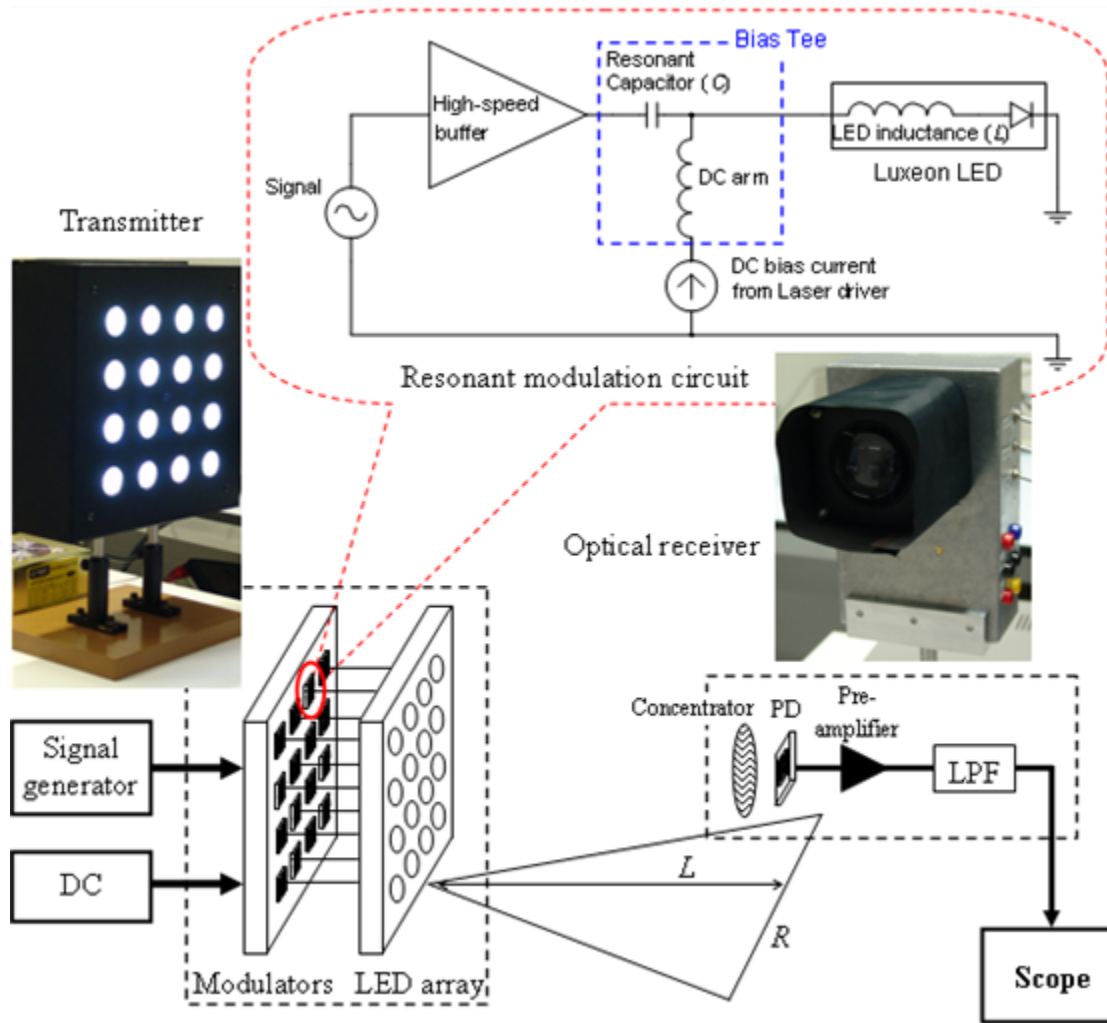 Bias Tee
Resonant
Capacitor (C)
High-speed
buffer
LED inductance (L)
Luxeon LED
DC arm
Signal
DC bias current
from Laser driver
Transmitter
Resonant modulation circuit
Optical receiver
Concentrator
PD
Pre-
amplifier
LPF
Signal
generator
DC
L
R
Modulators
LED array
Scope